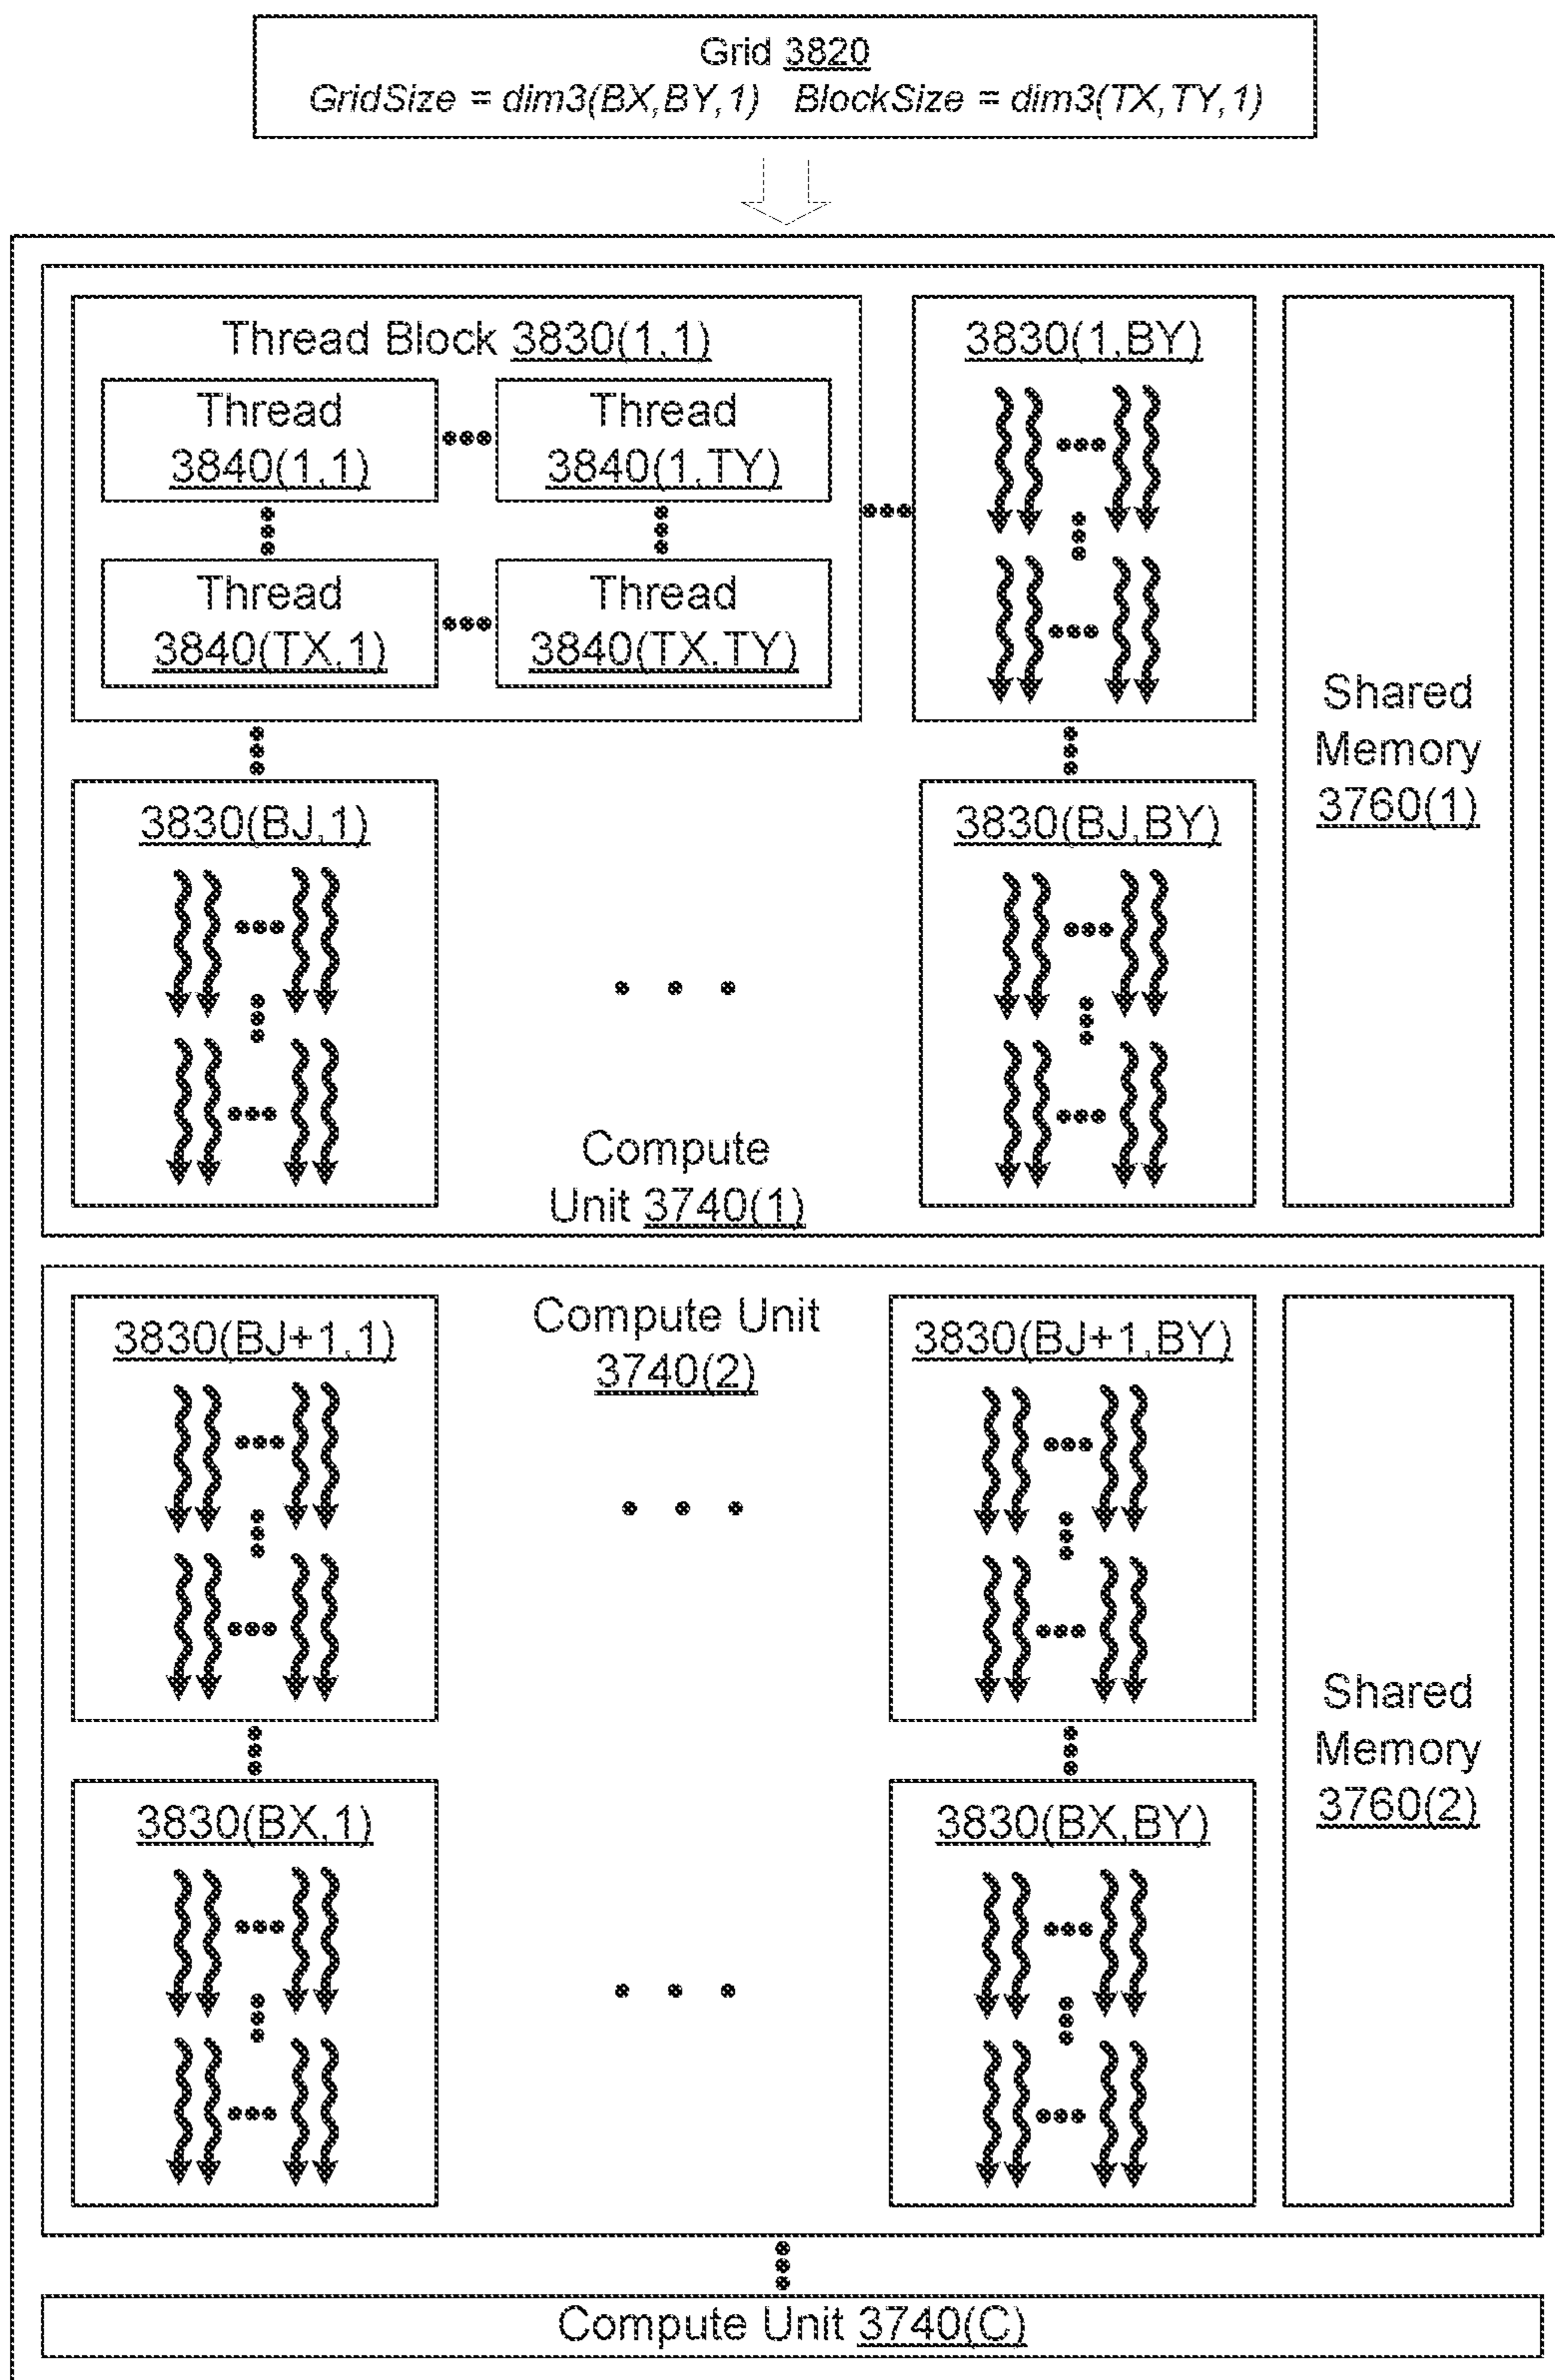 Grid 3820
GridSize = dim3(BX,BY,1) BlockSize = dim3(TX,TY,1)
Thread Block 3830(1,1)
3830(1,BY)
Thread
3840(1,1)
Thread
3840(1,TY)
Thread
3840(TX,1)
Thread
3840(TX,TY)
Shared
Memory
3760(1)
3830(BJ,1)
3830(BJ,BY)
Compute
Unit 3740(1)
3830(BJ+1,1)
Compute Unit
3740(2)
3830(BJ+1,BY)
Shared
Memory
3760(2)
3830(BX,1)
3830(BX,BY)
Compute Unit 3740(C)